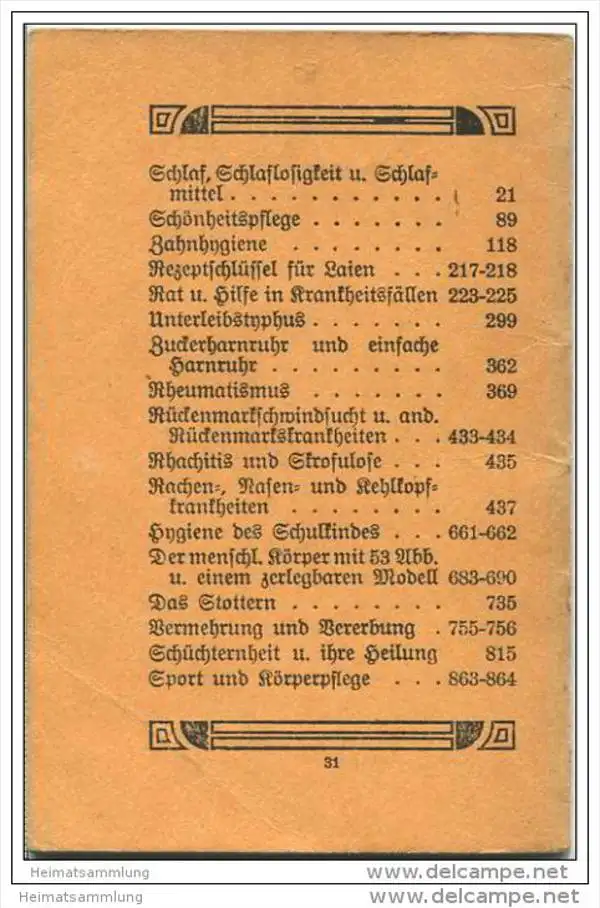 Schlaf, Schlaflosigkeit u. Schlaf-
mittel . . . . . . . . . . . 21
Schönheitspflege . . . . . . . 89
Zahnhygiene . . . . . . . . 118
Rezeptschlüssel für Laien . . . 217-218
Rat u. Hilfe in Krankheitsfällen 223-225
Unterleibstyphus . . . . . . . 299
Zuckerharnruhr und einfache
Harnruhr . . . . . . . . . 362
Rheumatismus . . . . . . . 369
Rückenmarkschwindsucht u. and.
Rückenmarkskrankheiten . . . 433-434
Rhachitis und Skrofulose . . . 435
Rachen-, Nasen- und Kehlkopf-
krankheiten . . . . . . . . 437
Hygiene des Schulkindes . . . 661-662
Der menschl. Körper mit 53 Abb.
u. einem zerlegbaren Modell 683-690
Das Stottern . . . . . . . . . 735
Vermehrung und Vererbung . 755-756
Schüchternheit u. ihre Heilung 815
Sport und Körperpflege . . . 863-864
31
Heimatsammlung www.delcampe.net
Heimatsammlung www.delcampe.net